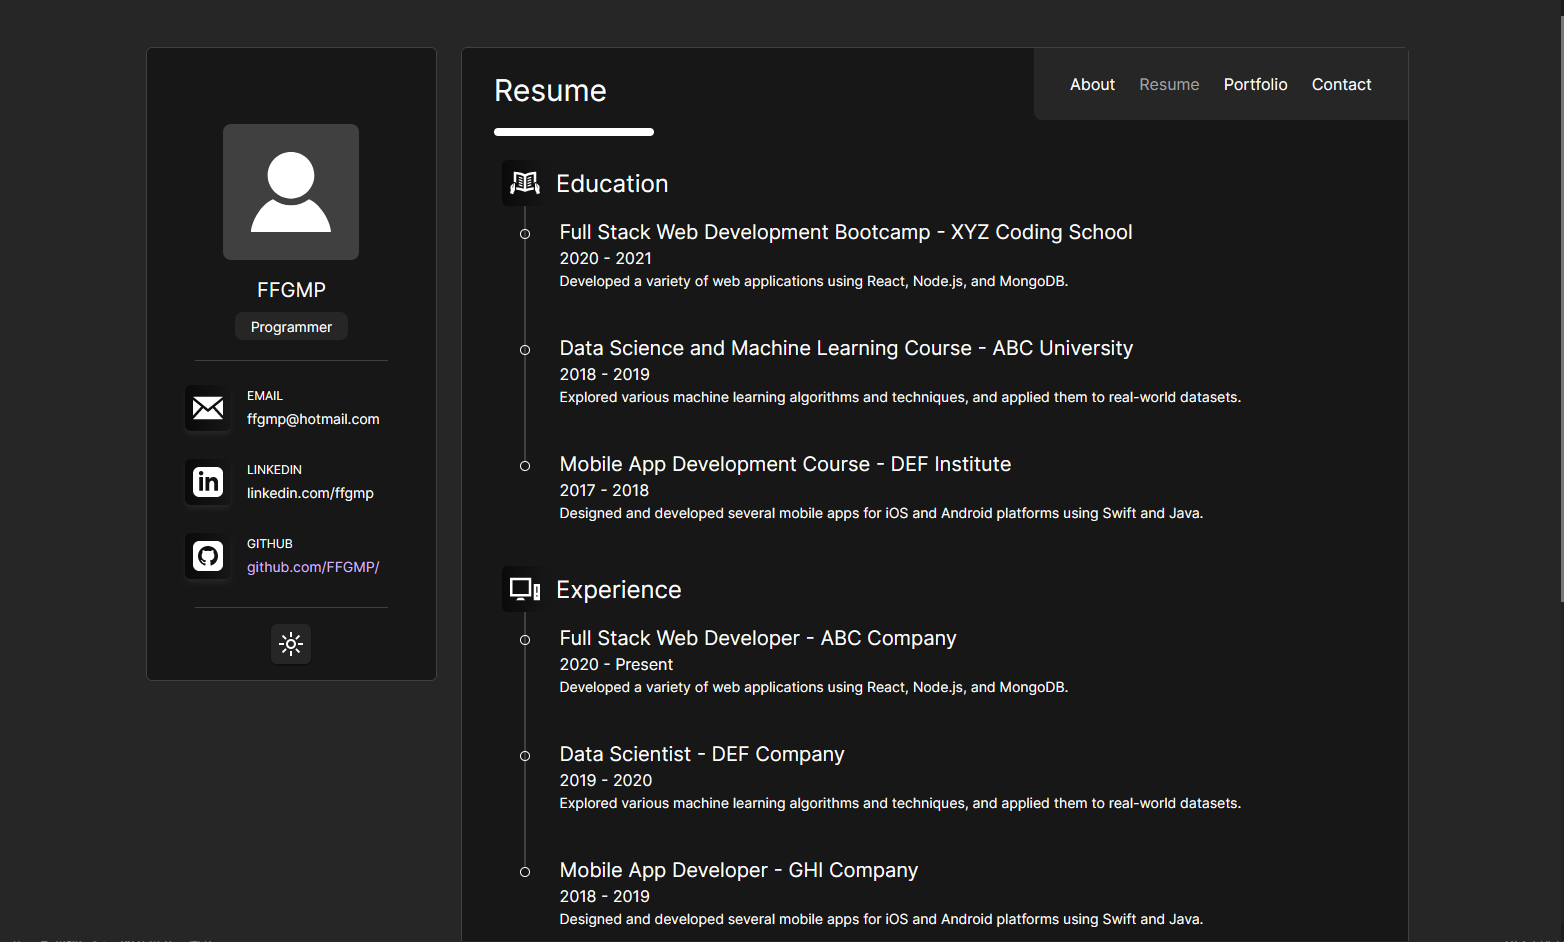 FFGMP
Programmer
EMAIL
ffgmp@hotmail.com
LINKEDIN
linkedin.com/ffgmp
GITHUB
github.com/FFGMP/
About Resume Portfolio Contact
Resume
Education
Full Stack Web Development Bootcamp - XYZ Coding School
2020 - 2021
Developed a variety of web applications using React, Node.js, and MongoDB.
Data Science and Machine Learning Course - ABC University
2018 - 2019
Explored various machine learning algorithms and techniques, and applied them to real-world datasets.
Mobile App Development Course - DEF Institute
2017 - 2018
Designed and developed several mobile apps for iOS and Android platforms using Swift and Java.
Experience
Full Stack Web Developer - ABC Company
2020 - Present
Developed a variety of web applications using React, Node.js, and MongoDB.
Data Scientist - DEF Company
2019 - 2020
Explored various machine learning algorithms and techniques, and applied them to real-world datasets.
Mobile App Developer - GHI Company
2018 - 2019
Designed and developed several mobile apps for iOS and Android platforms using Swift and Java.